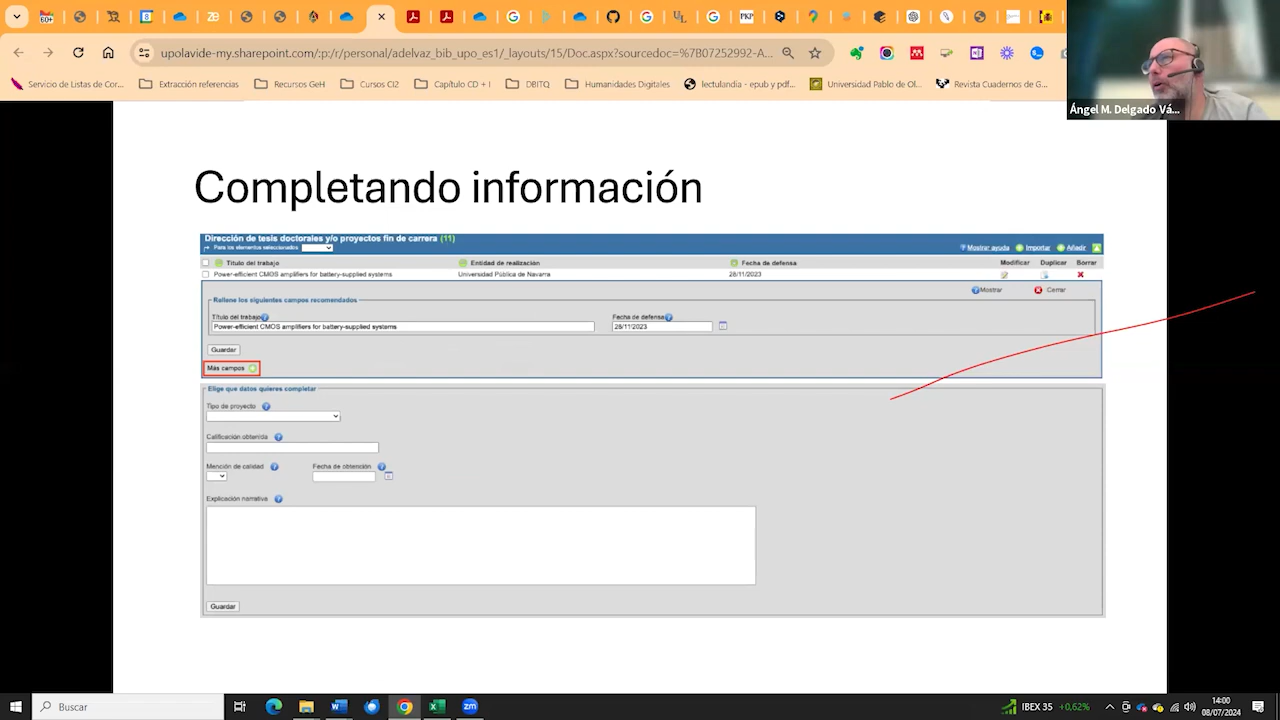 upolavide-my.sharepoint.com/:p:/r/personal/adelvaz_bib_upo_es1/_layouts/15/Doc.aspx?sourcedoc=%7B07252992-A...
Servicio de Listas de Cor...
Extracción referencias
Recursos GeH
Cursos CI2
Capítulo CD + I
DBITQ
Humanidades Digitales
lectulandia - epub y pdf...
Universidad Pablo de Ol...
Revista Cuadernos de G...
Ángel M. Delgado Vá...
Completando información
Dirección de tesis doctorales y/o proyectos fin de carrera (11)
Para los elementos seleccionados
Mostrar ayuda
Importar
Añadir
Título del trabajo
Entidad de realización
Fecha de defensa
Modificar
Duplicar
Borrar
Power-efficient CMOS amplifiers for battery-supplied systems
Universidad Pública de Navarra
28/11/2023
Mostrar
Cerrar
Rellene los siguientes campos recomendados
Título del trabajo
Fecha de defensa
Power-efficient CMOS amplifiers for battery-supplied systems
28/11/2023
Guardar
Más campos
Elige que datos quieres completar
Tipo de proyecto
Calificación obtenida
Mención de calidad
Fecha de obtención
Explicación narrativa
Guardar
Buscar
IBEX 35 +0,62%
14:00
08/07/2024